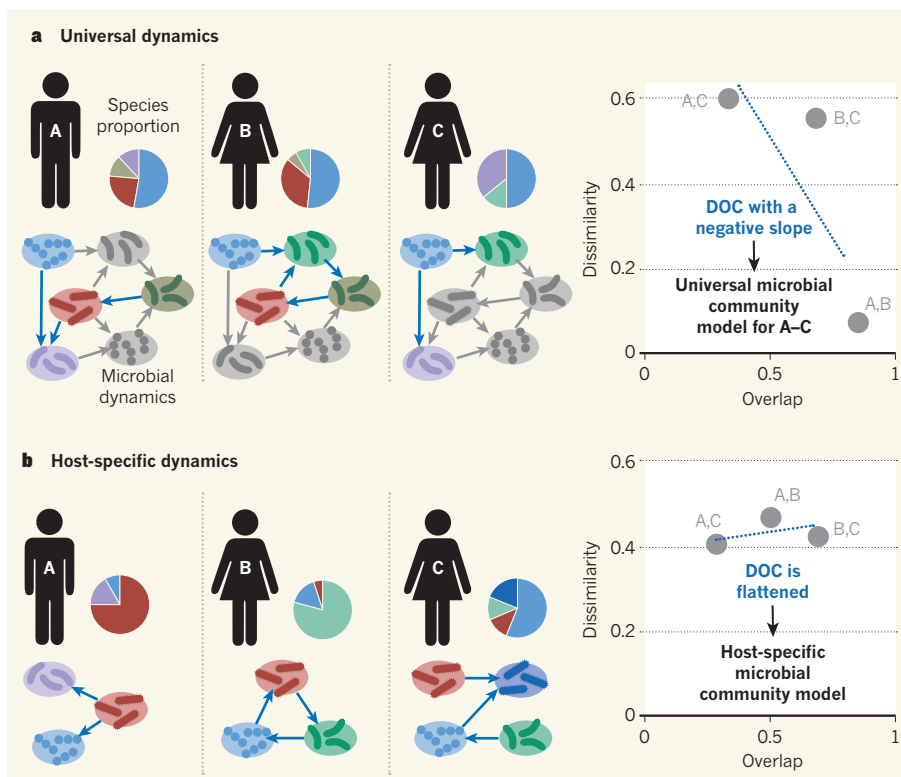 a Universal dynamics
A
Species
proportion
B
C
Microbial
dynamics
0.6
0.4
0.2
0
Dissimilarity
A,C
B,C
DOC with a
negative slope
Universal microbial
community
model for A–C
A,B
0
0.5
1
Overlap
b Host-specific dynamics
A
B
C
0.6
0.4
0.2
0
Dissimilarity
A,C
A,B
B,C
DOC is
flattened
Host-specific
microbial
community model
0
0.5
1
Overlap